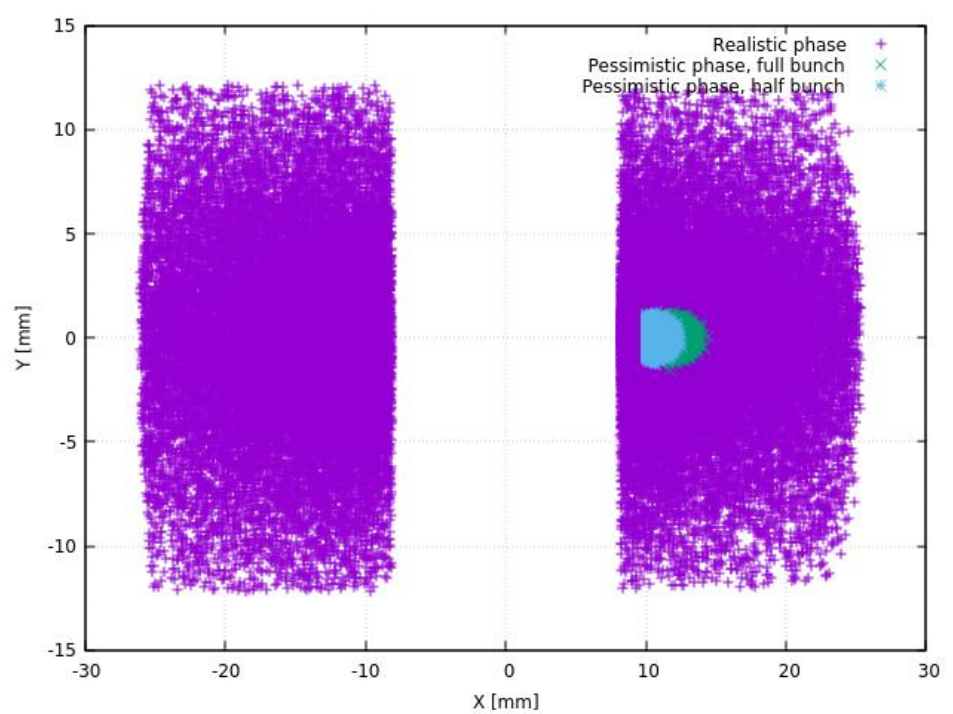 15
10
5
0
-5
-10
-15
Y [mm]
Realistic phase
Pessimistic phase, full bunch
Pessimistic phase, half bunch
-30 -20 -10 0 10 20 30
X [mm]